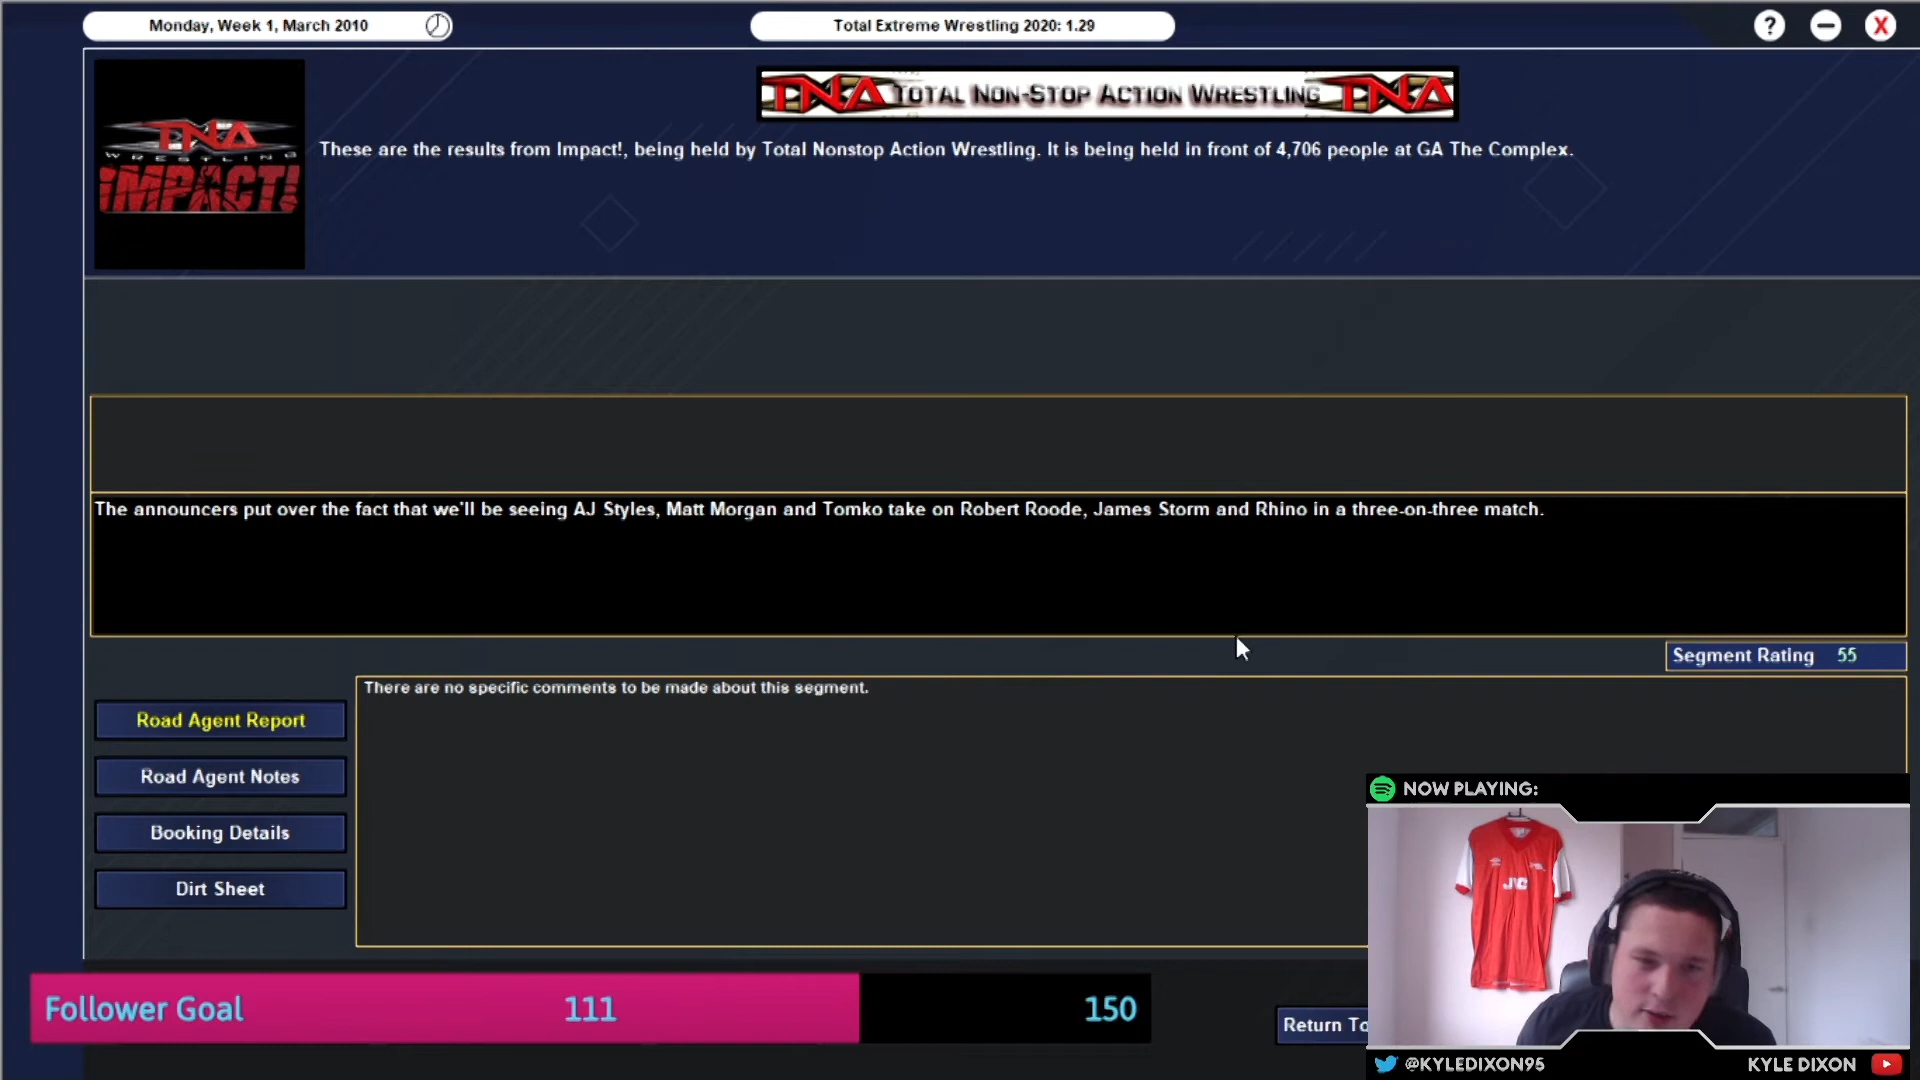 Monday, Week 1, March 2010
Total Extreme Wrestling 2020: 1.29
?
X
TNA
WRESTLING
iMPACT!
TNA TOTAL NON-STOP ACTION WRESTLING TNA
These are the results from Impact!, being held by Total Nonstop Action Wrestling. It is being held in front of 4,706 people at GA The Complex.
The announcers put over the fact that we'll be seeing AJ Styles, Matt Morgan and Tomko take on Robert Roode, James Storm and Rhino in a three-on-three match.
Segment Rating 55
There are no specific comments to be made about this segment.
Road Agent Report
Road Agent Notes
Booking Details
Dirt Sheet
NOW PLAYING:
JVC
Follower Goal 111 150
Return To
@KYLEDIXON95
KYLE DIXON